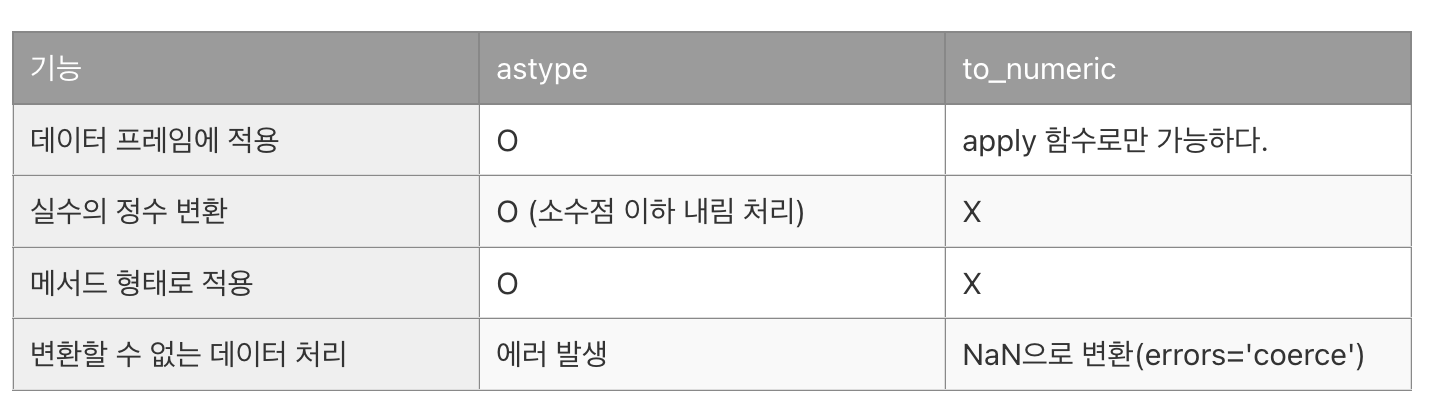 기능 astype to_numeric
데이터 프레임에 적용 O apply 함수로만 가능하다.
실수의 정수 변환 O (소수점 이하 내림 처리) X
메서드 형태로 적용 O X
변환할 수 없는 데이터 처리 에러 발생 NaN으로 변환(errors='coerce')